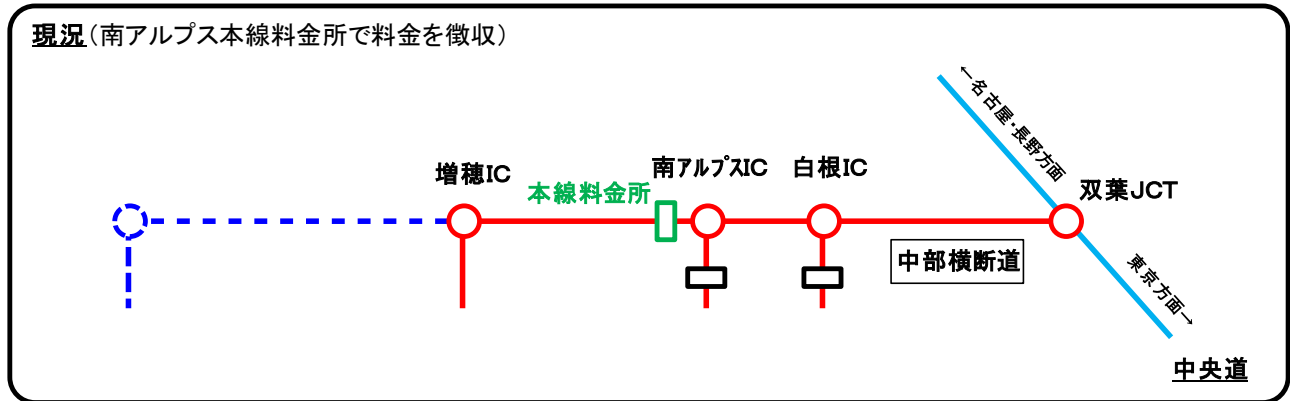 現況(南アルプス本線料金所で料金を徴収)
←名古屋・長野方面
増穂IC
本線料金所
南アルプスIC
白根IC
双葉JCT
中部横断道
東京方面→
中央道